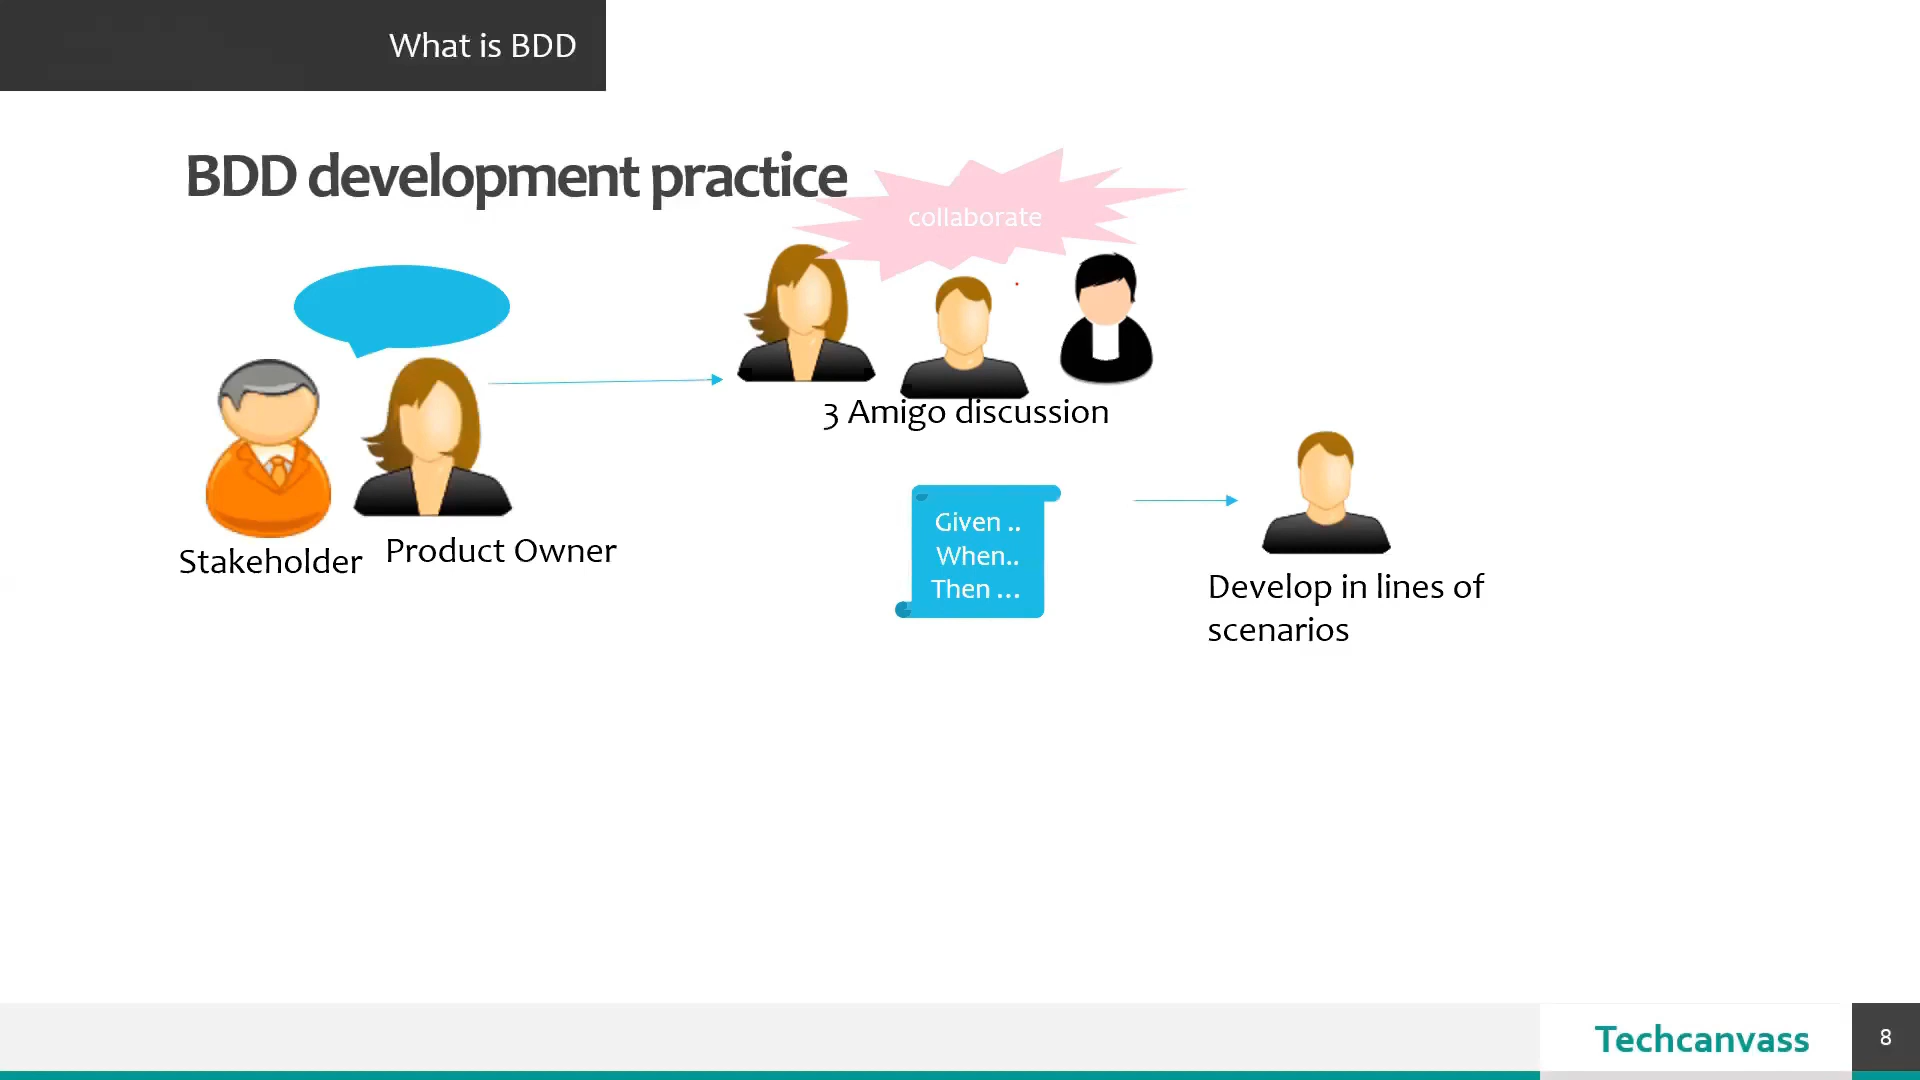 What is BDD
BDD development practice
collaborate
3 Amigo discussion
Stakeholder
Product Owner
Given ..
When..
Then ...
Develop in lines of
scenarios
Techcanvass
8